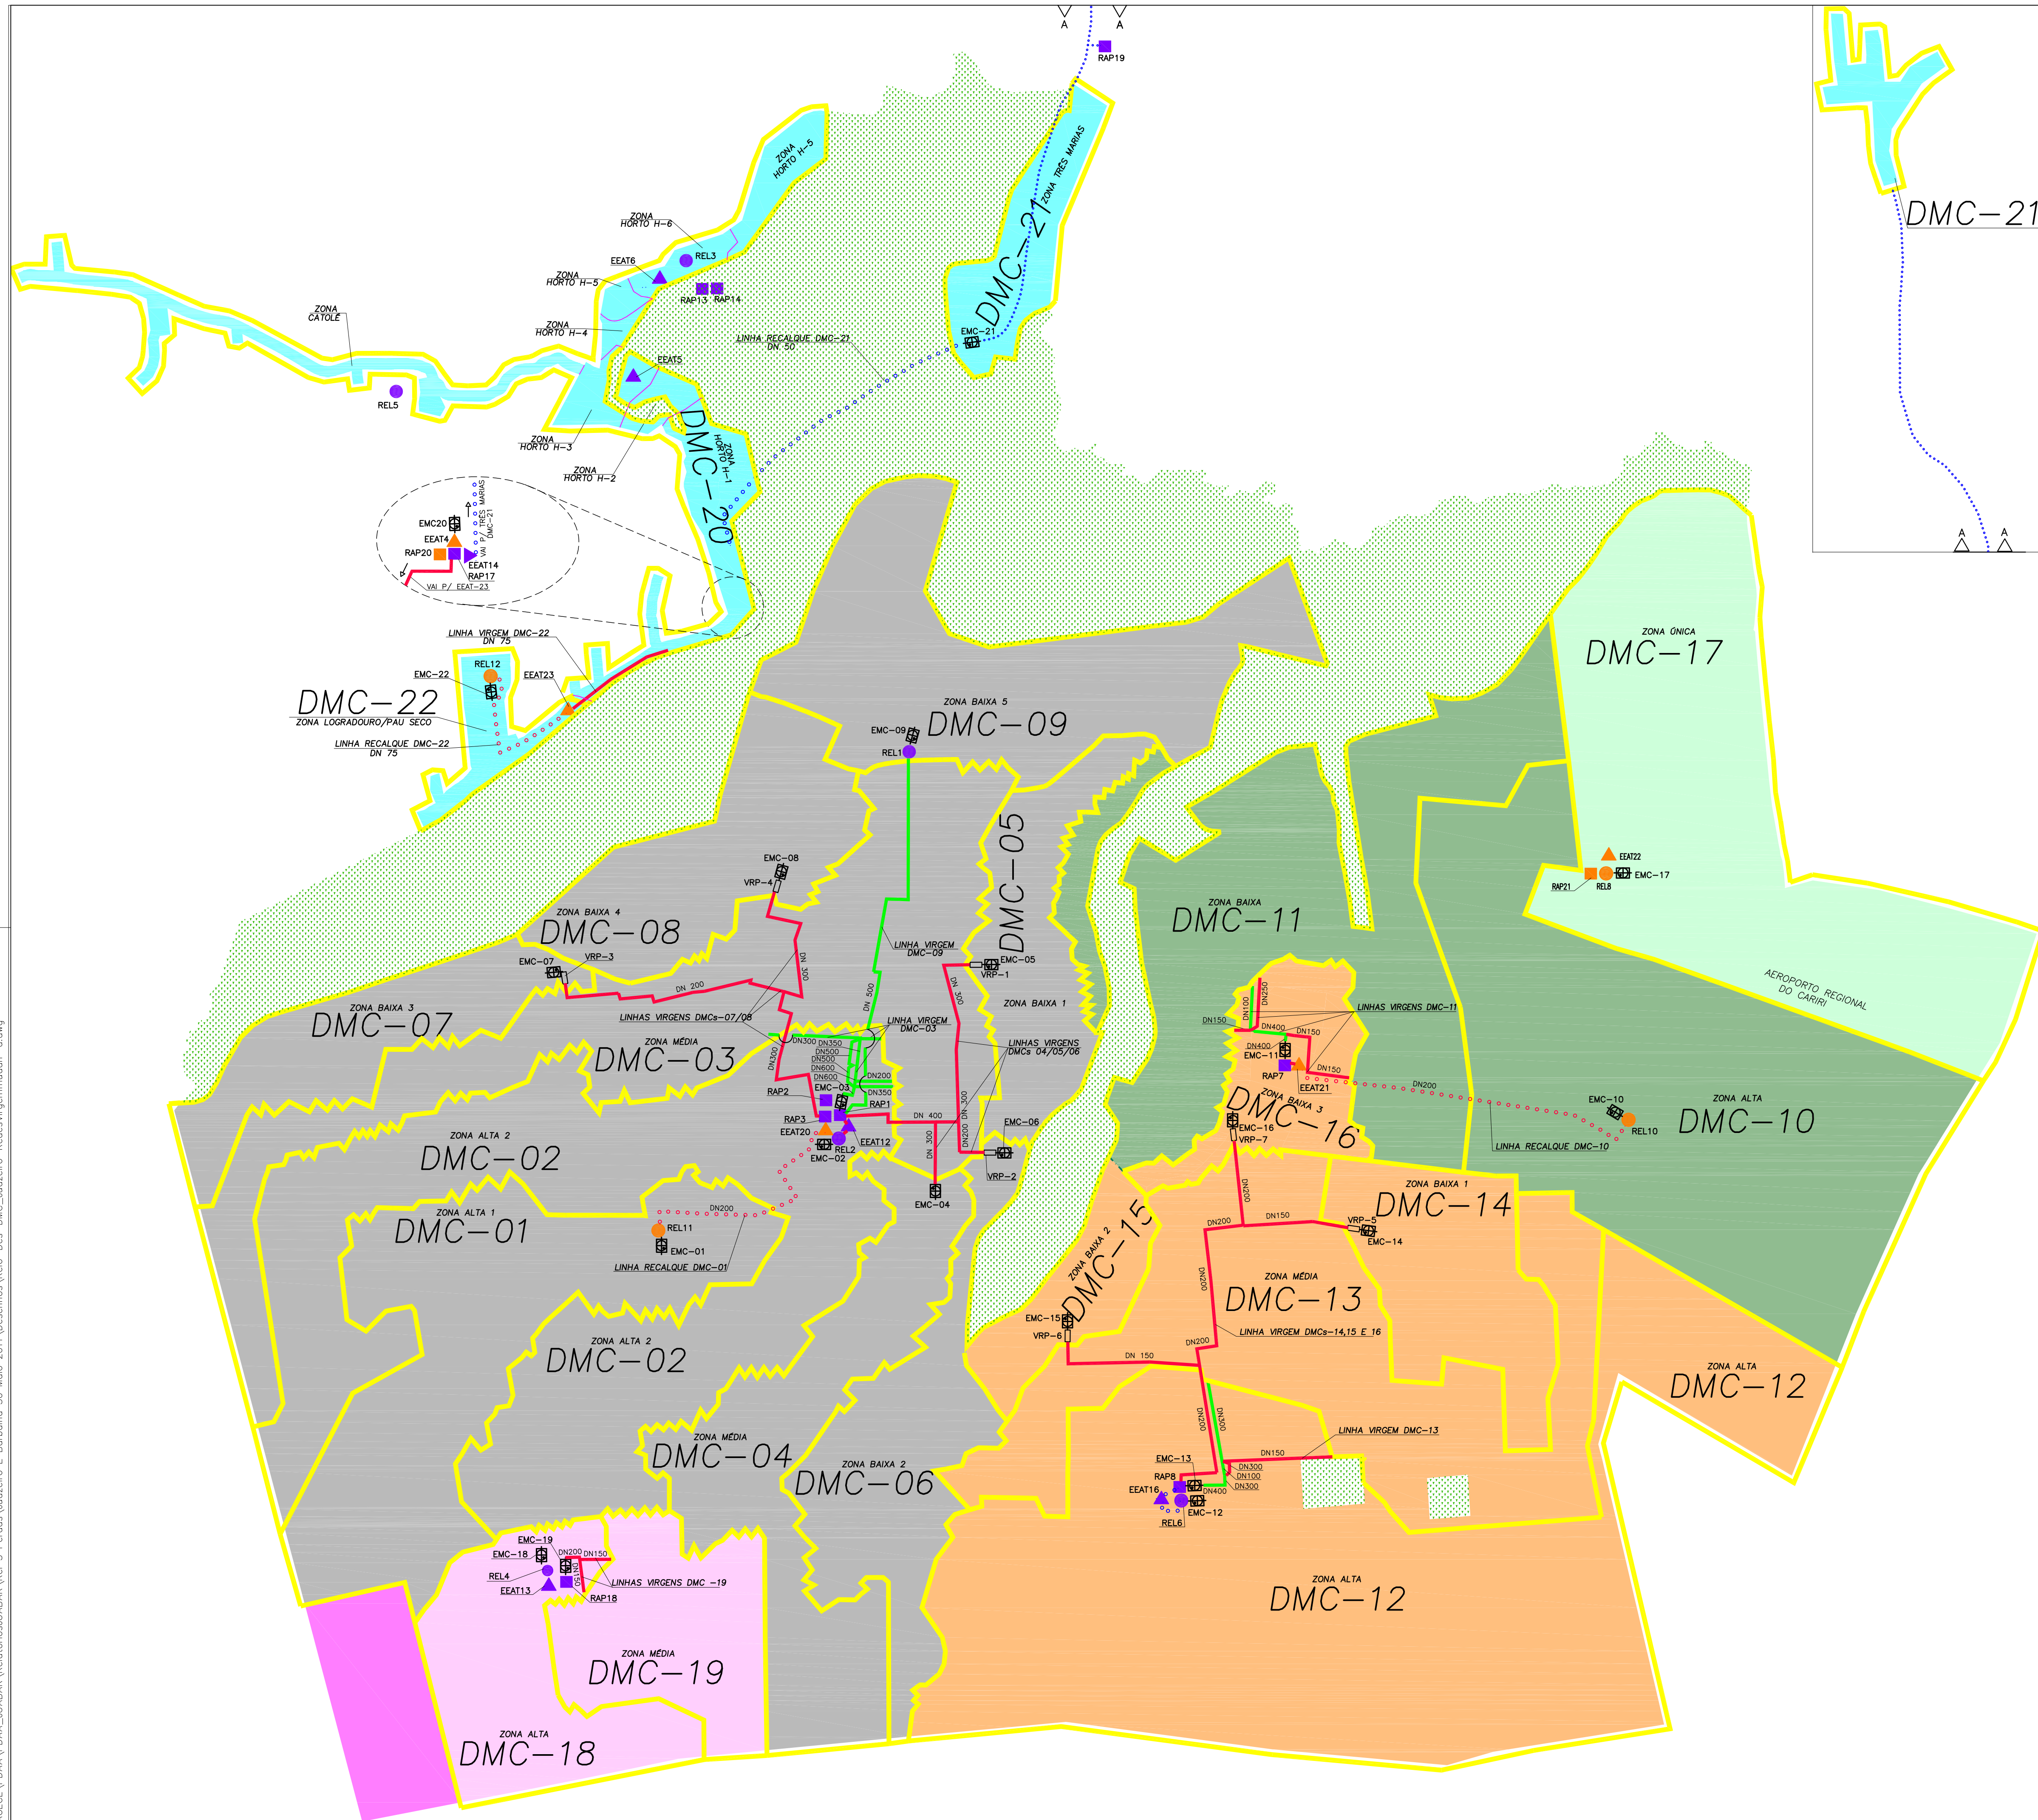 A
A
RAP19
DMC-21
A
A
ZONA
HORTO H-5
ZONA TRÊS MARIAS
DMC-21
EMC-21
ZONA
HORTO H-6
REL3
EEAT6
RAP13
RAP14
ZONA
HORTO H-5
ZONA
HORTO H-4
ZONA
CATOLÉ
REL5
LINHA RECALQUE DMC-21
DN 50
EEAT5
ZONA
HORTO H-3
ZONA
HORTO H-2
ZONA
HORTO H-1
DMC-20
VAI P/ TRÊS MARIAS
DMC-21
EMC20
EEAT4
RAP20
EEAT14
RAP17
VAI P/ EEAT-23
LINHA VIRGEM DMC-22
DN 75
REL12
EMC-22
EEAT23
DMC-22
ZONA LOGRADOURO/PAU SECO
LINHA RECALQUE DMC-22
DN 75
ZONA ÚNICA
DMC-17
ZONA BAIXA 5
DMC-09
EMC-09
REL1
DMC-05
ZONA BAIXA 1
EMC-08
VRP-4
ZONA BAIXA 4
DMC-08
EMC-07
VRP-3
LINHA VIRGEM
DMC-09
EMC-05
VRP-1
DN 300
DN 200
DN 500
DN 300
ZONA BAIXA
DMC-11
EEAT22
RAP21
REL8
EMC-17
AEROPORTO REGIONAL
DO CARIRI
ZONA BAIXA 3
DMC-07
LINHAS VIRGENS DMCs-07/08
LINHA VIRGEM
DMC-03
LINHAS VIRGENS
DMCs 04/05/06
ZONA MÉDIA
DMC-03
DN300
DN300
DN350
DN500
DN500
DN600
DN600
DN200
DN350
EMC-03
RAP2
RAP1
RAP3
EEAT20
EEAT12
REL2
EMC-02
DN 400
DN 300
DN 300
DN200
EMC-06
VRP-2
EMC-04
DN100
DN250
LINHAS VIRGENS DMC-11
DN150
DN400
DN150
DN400
EMC-11
DN150
RAP7
EEAT21
DN200
EMC-10
REL10
LINHA RECALQUE DMC-10
ZONA ALTA
DMC-10
ZONA BAIXA 3
DMC-16
EMC-16
VRP-7
ZONA ALTA 2
DMC-02
ZONA ALTA 1
DMC-01
DN200
REL11
EMC-01
LINHA RECALQUE DMC-01
ZONA BAIXA 2
DMC-15
EMC-15
VRP-6
DN200
DN200
DN150
VRP-5
EMC-14
ZONA BAIXA 1
DMC-14
ZONA MÉDIA
DMC-13
DN200
LINHA VIRGEM DMCs-14,15 E 16
DN200
DN 150
ZONA ALTA 2
DMC-02
ZONA ALTA
DMC-12
ZONA MÉDIA
DMC-04
ZONA BAIXA 2
DMC-06
DN200
DN300
LINHA VIRGEM DMC-13
DN150
EMC-13
RAP8
DN300
DN100
DN300
DN400
EEAT16
EMC-12
REL6
EMC-19
EMC-18
DN200
DN150
DN150
REL4
EEAT13
LINHAS VIRGENS DMC -19
RAP18
ZONA ALTA
DMC-12
ZONA MÉDIA
DMC-19
ZONA ALTA
DMC-18